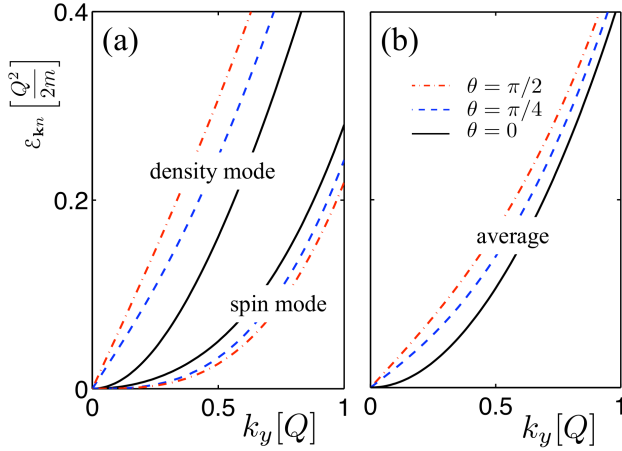 (a)
(b)
ε_{kn} [Q²/2m]
0.4
0.2
0
density mode
spin mode
θ = π/2
θ = π/4
θ = 0
average
0 0.5 1
0 0.5 1
k_y[Q]
k_y[Q]